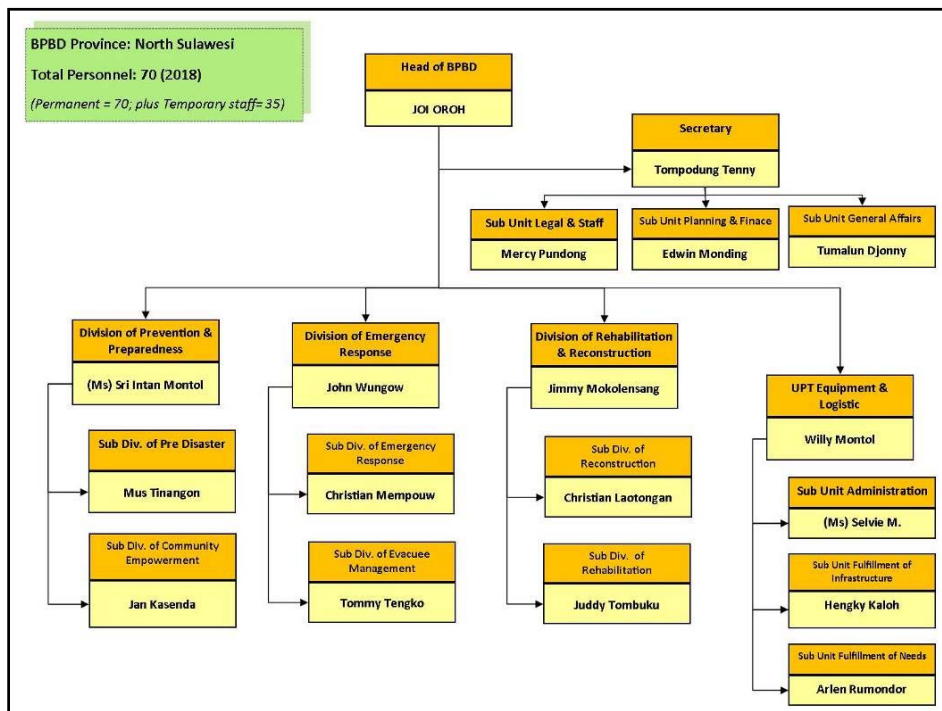 BPBD Province: North Sulawesi
Total Personnel: 70 (2018)
(Permanent = 70; plus Temporary staff= 35)
Head of BPBD
JOI OROH
Secretary
Tompodung Tenny
Sub Unit Legal & Staff
Mercy Pundong
Sub Unit Planning & Finace
Edwin Monding
Sub Unit General Affairs
Tumalun Djonny
Division of Prevention &
Preparedness
(Ms) Sri Intan Montol
Sub Div. of Pre Disaster
Mus Tinangon
Sub Div. of Community
Empowerment
Jan Kasenda
Division of Emergency
Response
John Wungow
Sub Div. of Emergency
Response
Christian Mempouw
Sub Div. of Evacuee
Management
Tommy Tengko
Division of Rehabilitation
& Reconstruction
Jimmy Mokolensang
Sub Div. of
Reconstruction
Christian Laotongan
Sub Div. of
Rehabilitation
Juddy Tombuku
UPT Equipment &
Logistic
Willy Montol
Sub Unit Administration
(Ms) Selvie M.
Sub Unit Fulfillment of
Infrastructure
Hengky Kaloh
Sub Unit Fulfillment of Needs
Arlen Rumondor